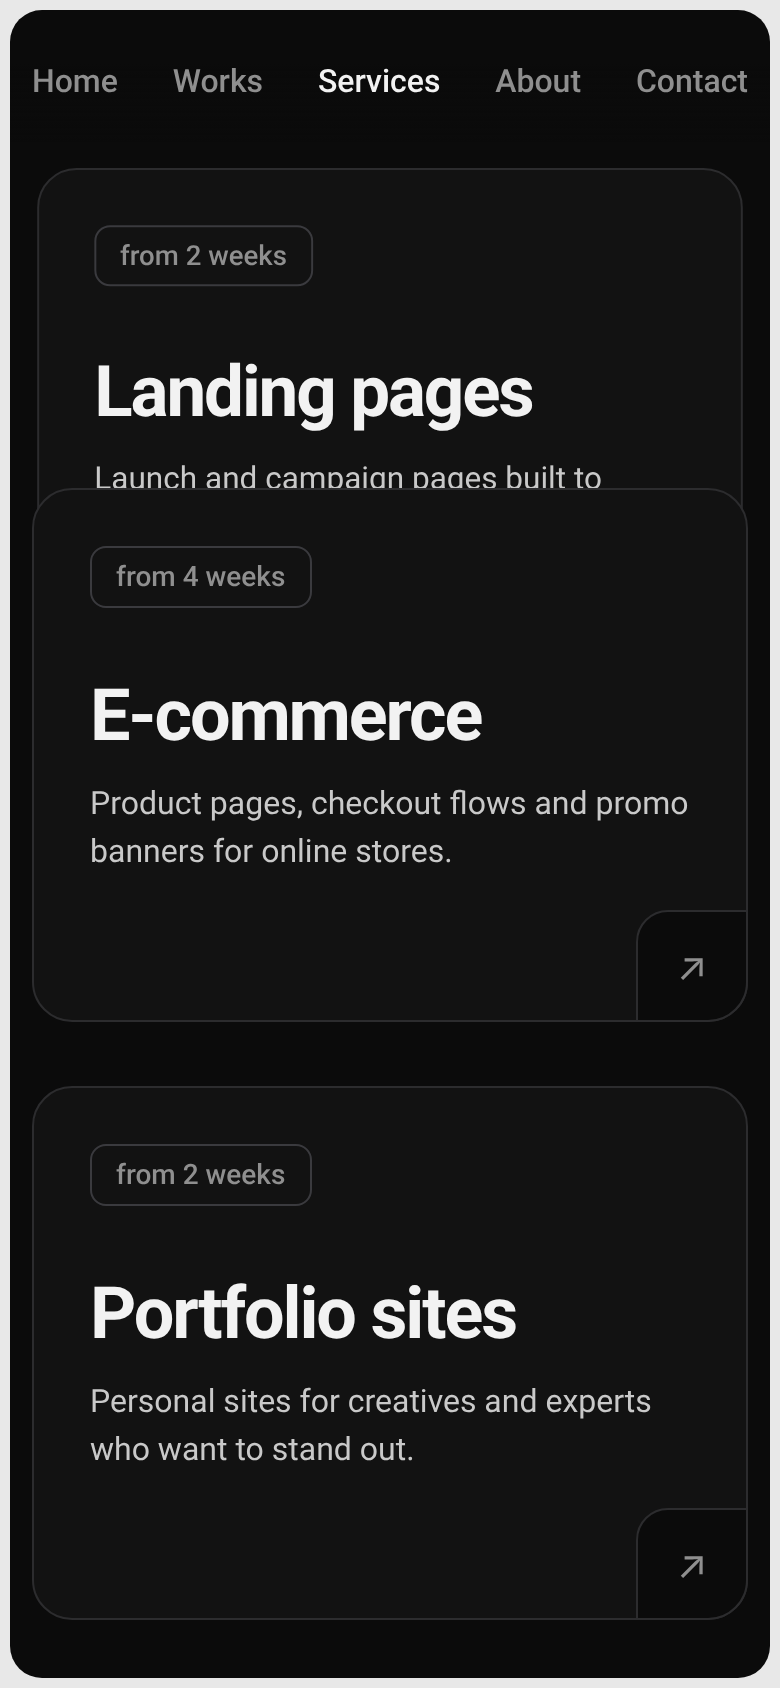 Home Works Services About Contact
from 2 weeks
Landing pages
Launch and campaign pages built to
from 4 weeks
E-commerce
Product pages, checkout flows and promo
banners for online stores.
from 2 weeks
Portfolio sites
Personal sites for creatives and experts
who want to stand out.